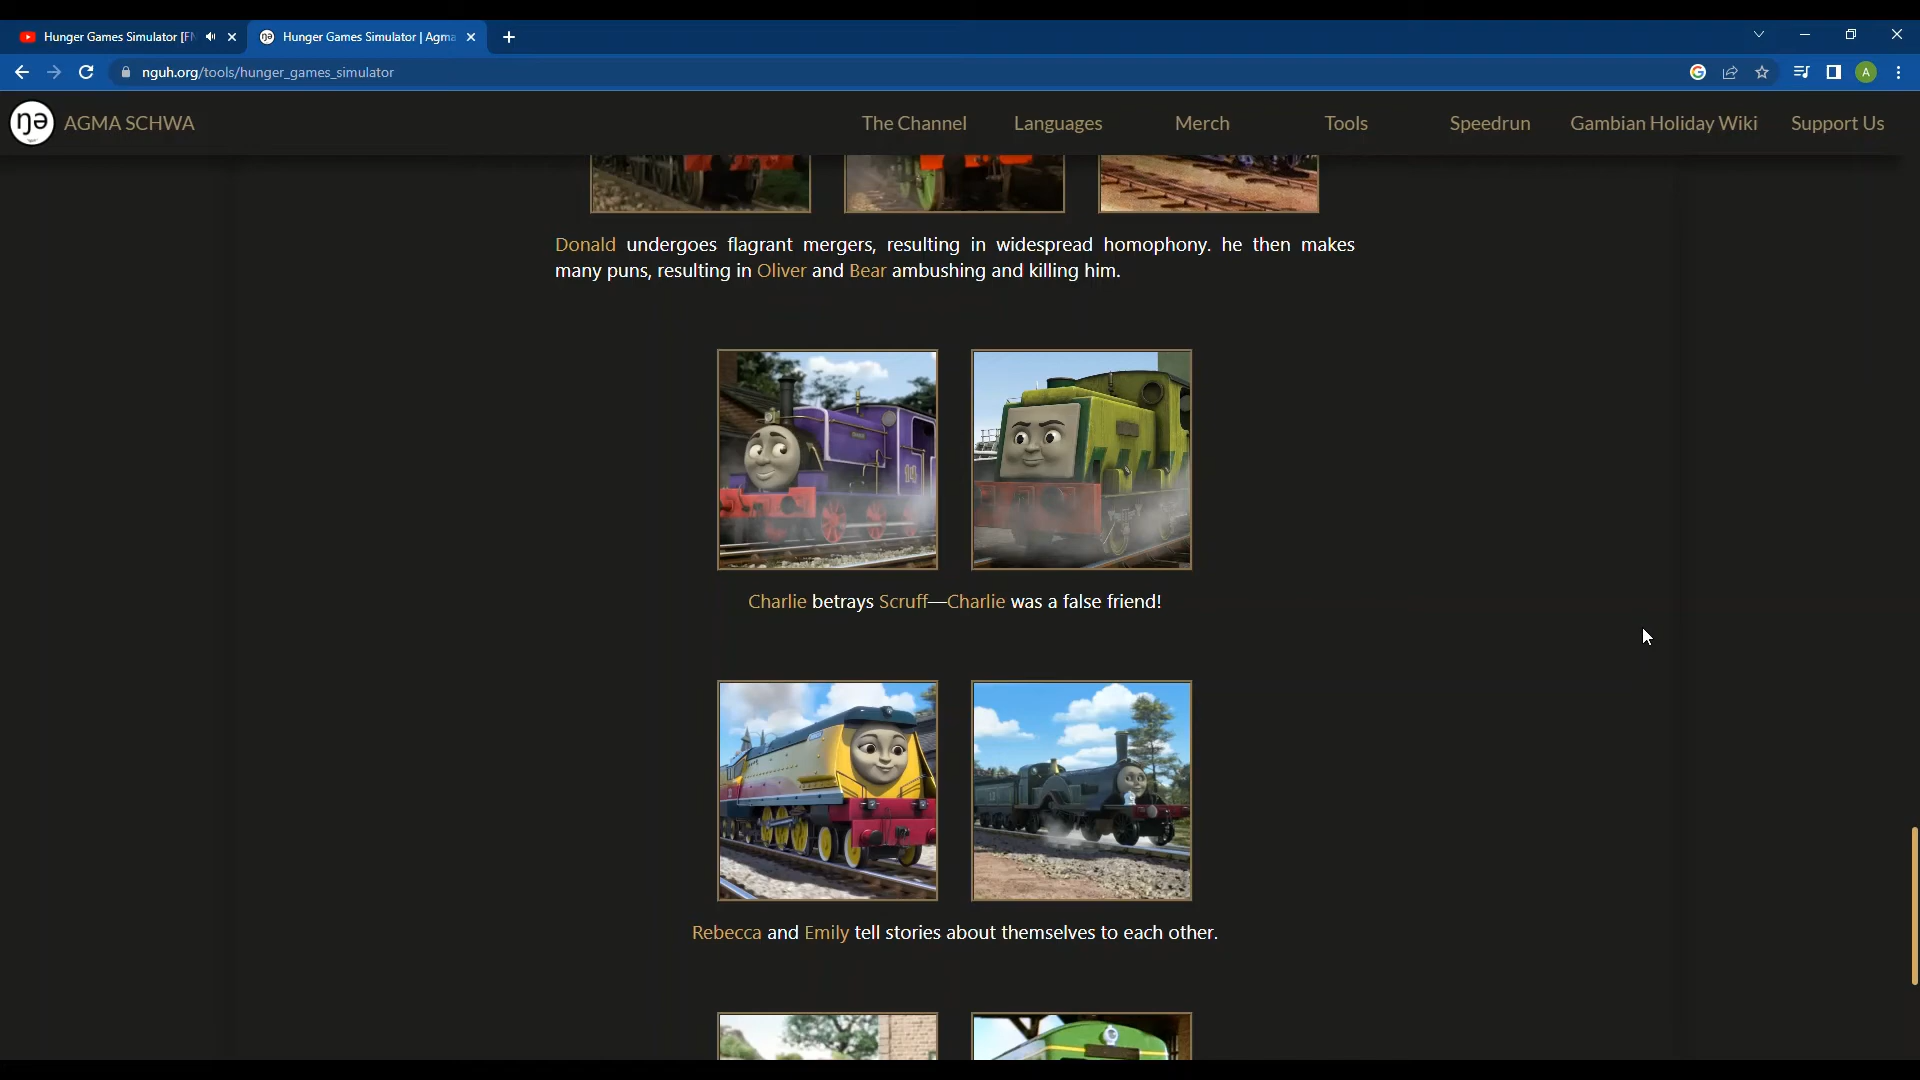 Hunger Games Simulator [F
Hunger Games Simulator | Agma
nguh.org/tools/hunger_games_simulator
A
ŋə
AGMA SCHWA
The Channel
Languages
Merch
Tools
Speedrun
Gambian Holiday Wiki
Support Us
Donald undergoes flagrant mergers, resulting in widespread homophony. he then makes
many puns, resulting in Oliver and Bear ambushing and killing him.
14
Charlie betrays Scruff—Charlie was a false friend!
Rebecca and Emily tell stories about themselves to each other.